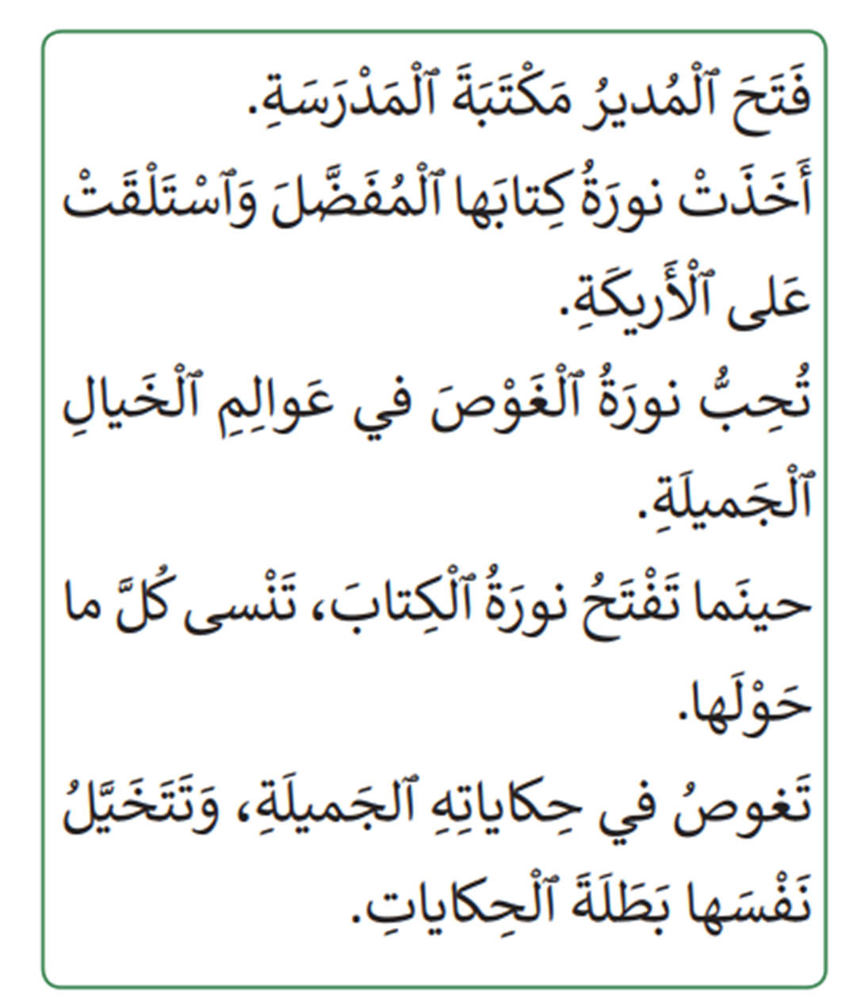 فَتَحَ ٱلْمُديرُ مَكْتَبَةَ ٱلْمَدْرَسَةِ.
أَخَذَتْ نورَةُ كِتابَها ٱلْمُفَضَّلَ وَٱسْتَلْقَتْ
عَلى ٱلْأَريكَةِ.
تُحِبُّ نورَةُ ٱلْغَوْصَ في عَوالِمِ ٱلْخَيالِ
ٱلْجَميلَةِ.
حينَما تَفْتَحُ نورَةُ ٱلْكِتابَ، تَنْسى كُلَّ ما
حَوْلَها.
تَغوصُ في حِكاياتِهِ ٱلجَميلَةِ، وَتَتَخَيَّلُ
نَفْسَها بَطَلَةَ ٱلْحِكاياتِ.